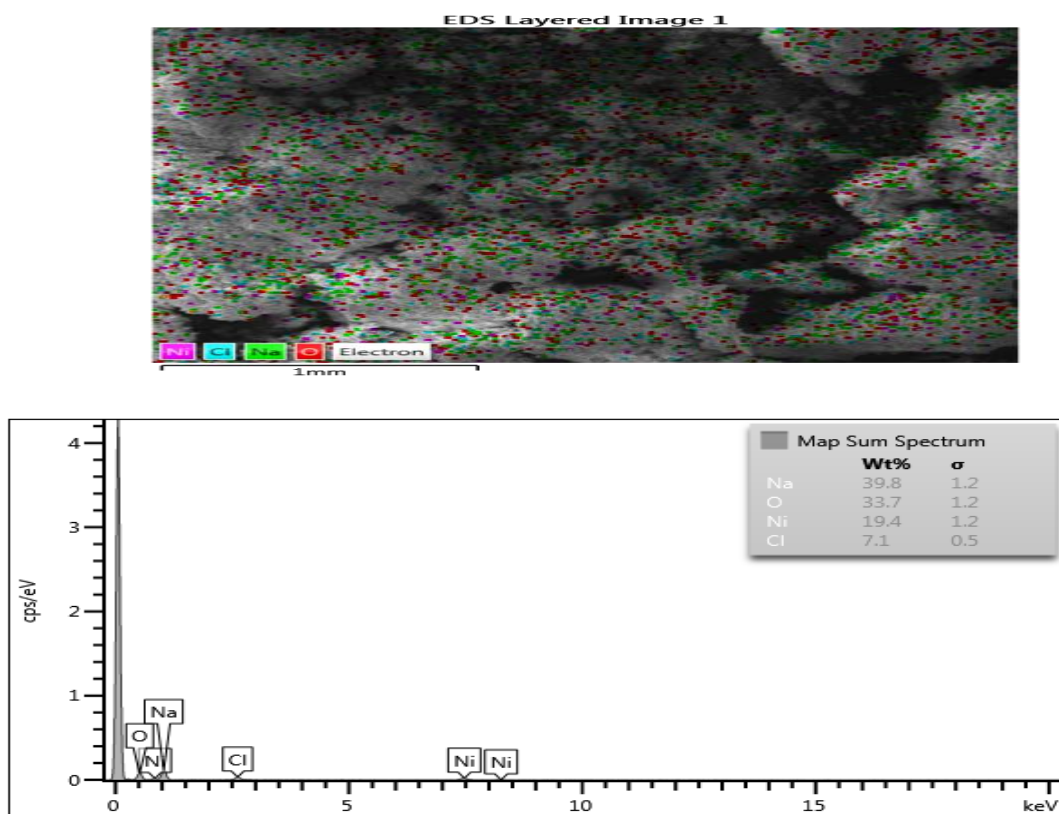 EDS Layered Image 1
Ni Cl Na O Electron
1mm
Map Sum Spectrum
Wt% σ
Na 39.8 1.2
O 33.7 1.2
Ni 19.4 1.2
Cl 7.1 0.5
cps/eV
4
3
2
1
0
Na
O
Ni
Cl
Ni Ni
0 5 10 15 keV